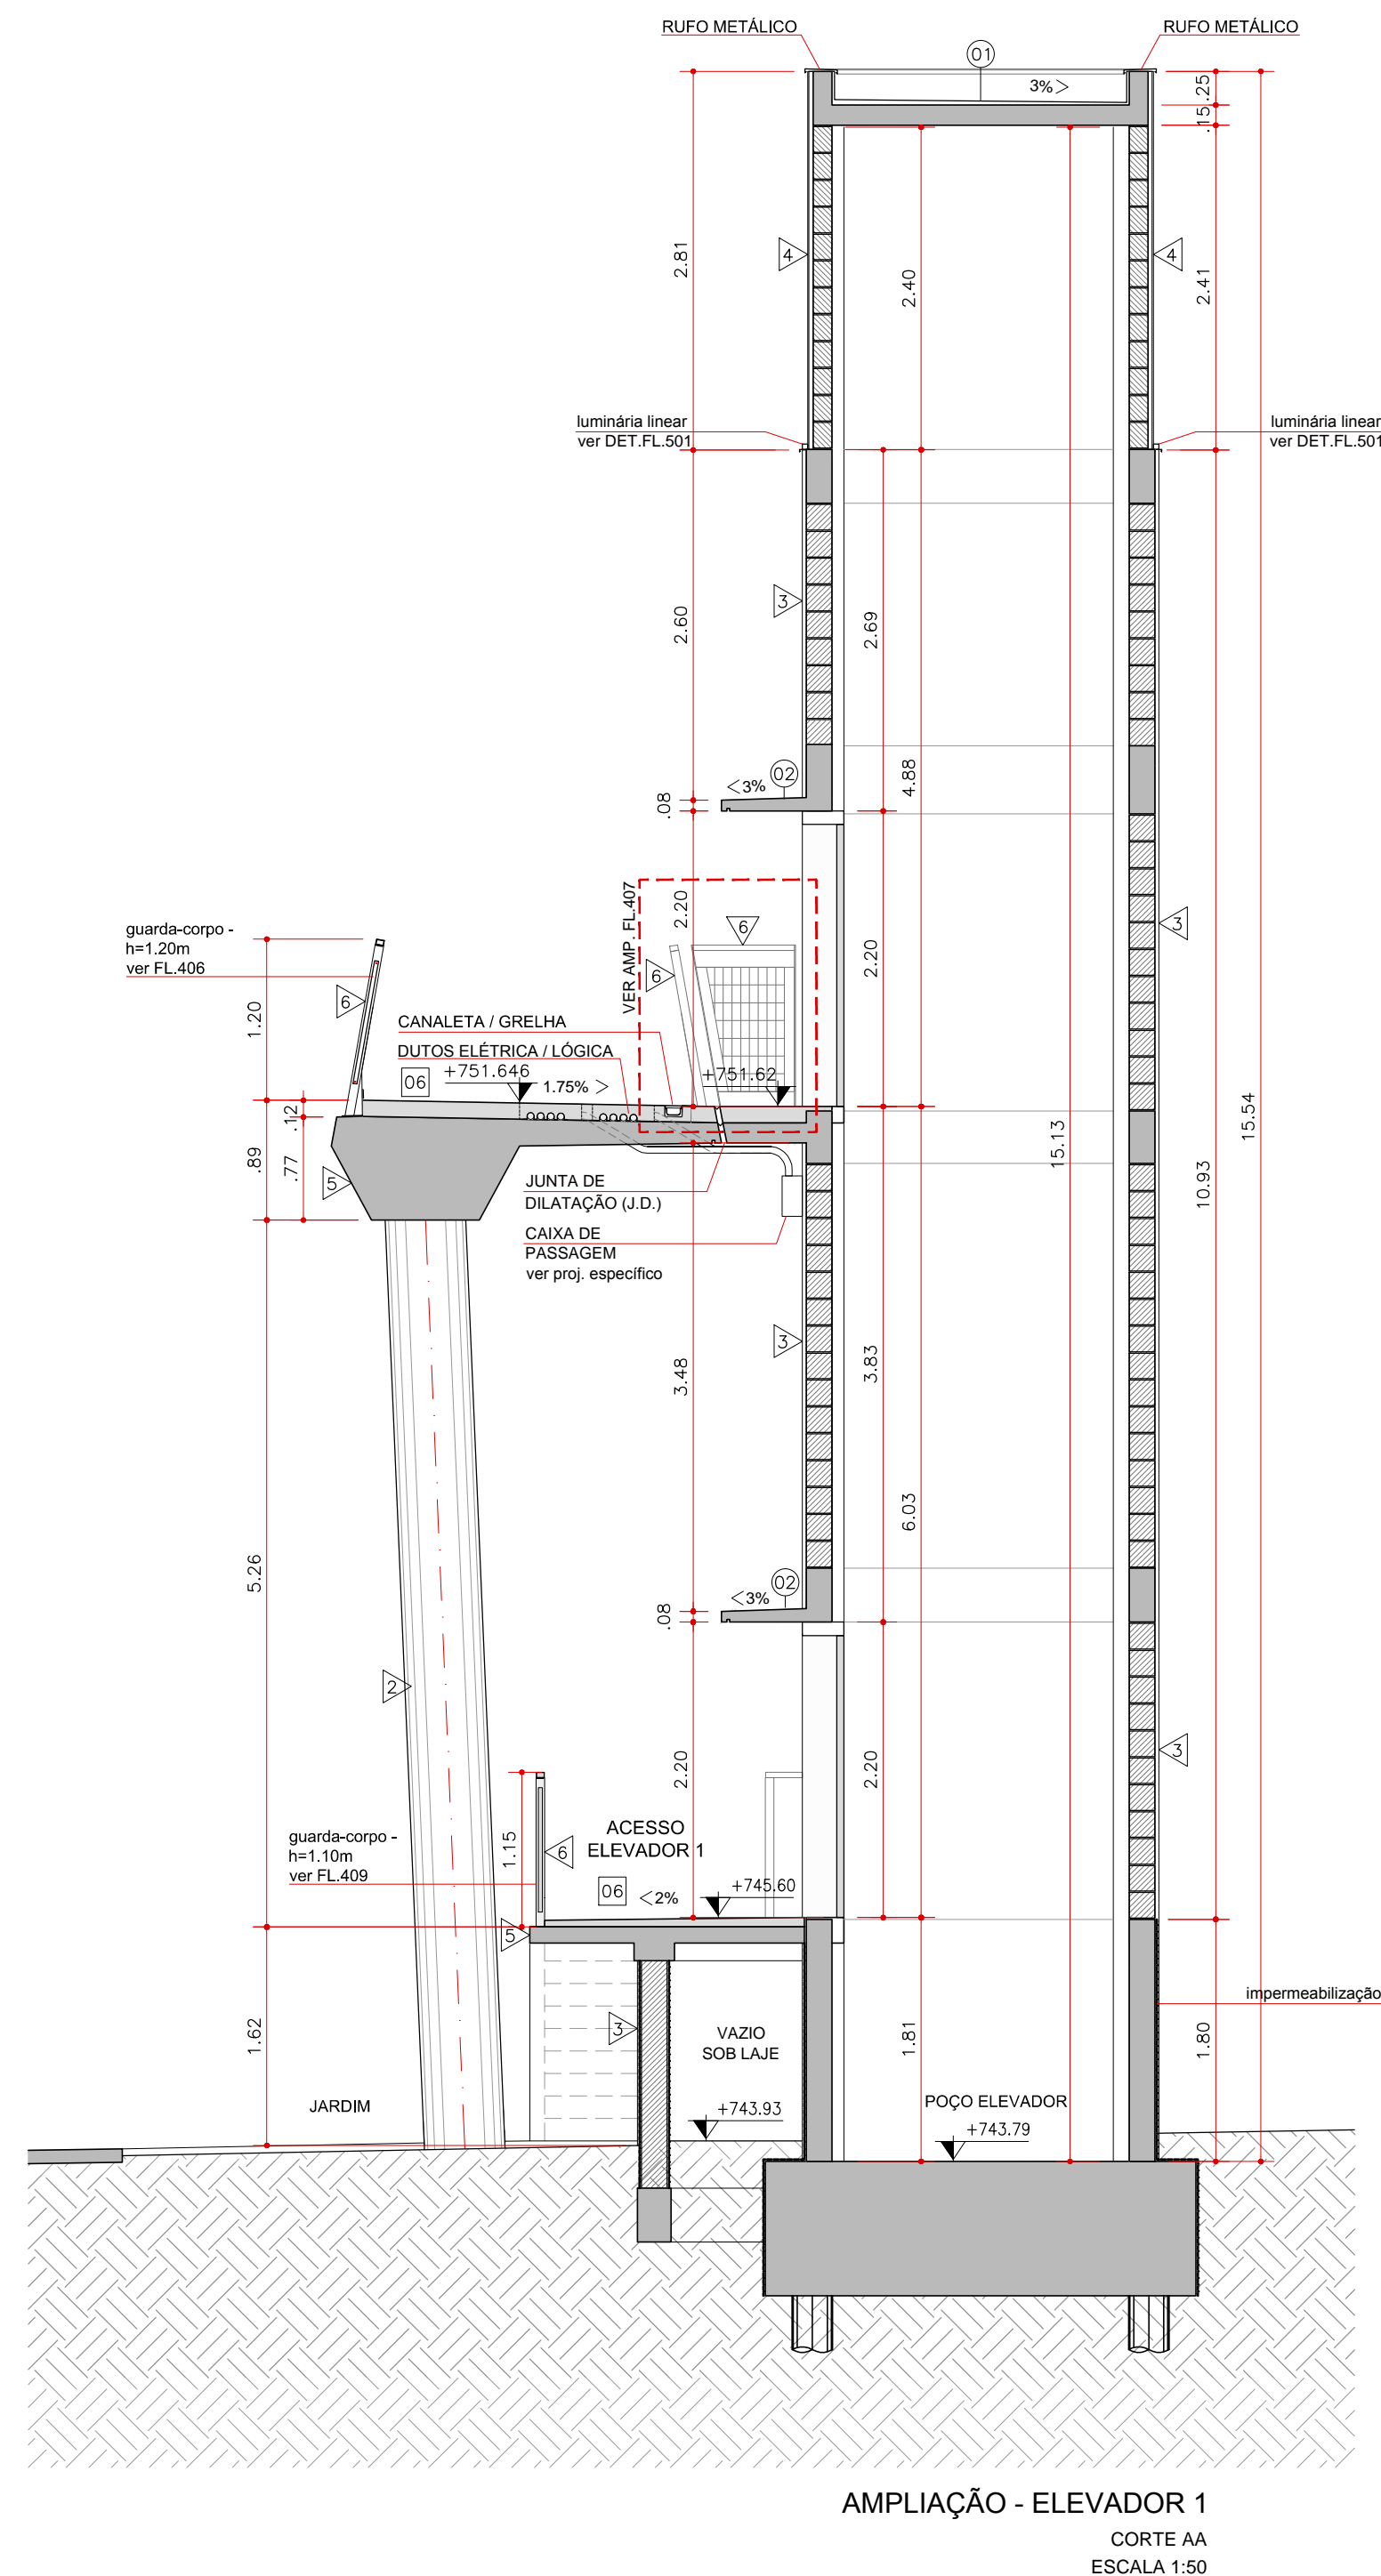 RUFO METÁLICO
RUFO METÁLICO
01
3% >
.25
.15
2.81
4
4
2.40
2.41
luminária linear
ver DET.FL.501
luminária linear
ver DET.FL.501
3
2.60
2.69
<3%
02
4.88
.08
VER AMP. FL.407
2.20
6
3
guarda-corpo -
h=1.20m
ver FL.406
6
6
2.20
1.20
CANALETA / GRELHA
DUTOS ELÉTRICA / LÓGICA
06
+751.646
1.75% >
+751.62
.12
.89
.77
5
15.13
15.54
10.93
JUNTA DE
DILATAÇÃO (J.D.)
CAIXA DE
PASSAGEM
ver proj. específico
3
3.48
3.83
6.03
5.26
<3%
02
.08
2
3
2.20
2.20
guarda-corpo -
h=1.10m
ver FL.409
1.15
6
ACESSO
ELEVADOR 1
06
<2%
+745.60
5
impermeabilização
3
VAZIO
SOB LAJE
1.62
1.81
1.80
JARDIM
+743.93
POÇO ELEVADOR
+743.79
AMPLIAÇÃO - ELEVADOR 1
CORTE AA
ESCALA 1:50